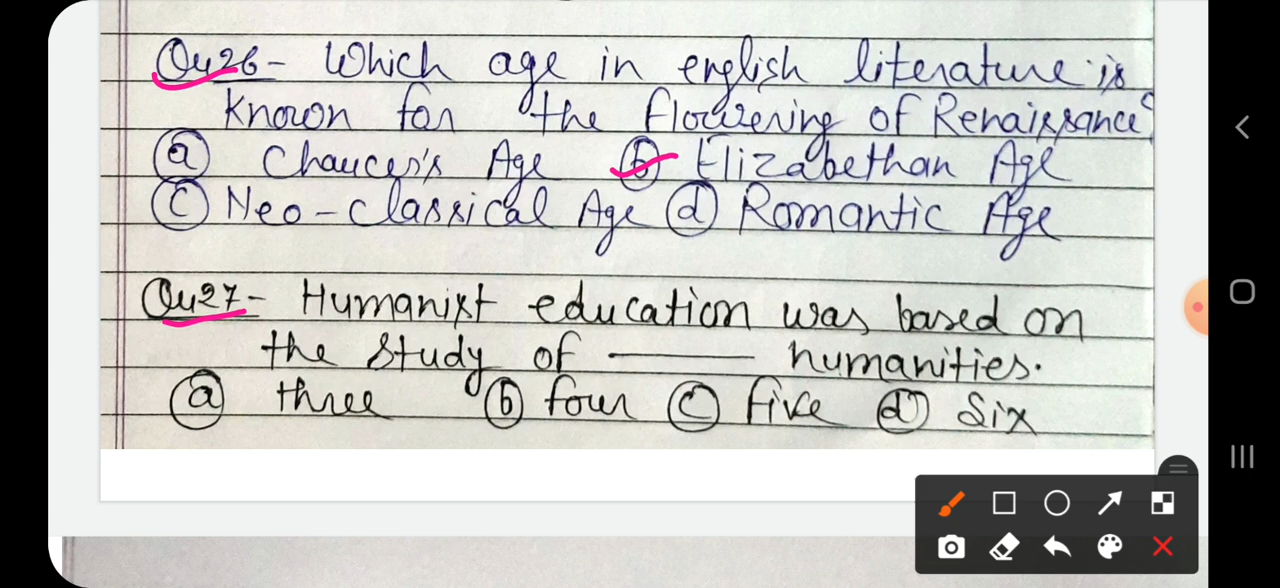 Qu26- Which age in english literature is
known for the flowering of Renaissance?
(a) Chaucer's Age (b) Elizabethan Age
(c) Neo-classical Age (d) Romantic Age
Qu27- Humanist education was based on
the study of ——— humanities.
(a) three (b) four (c) five (d) Six